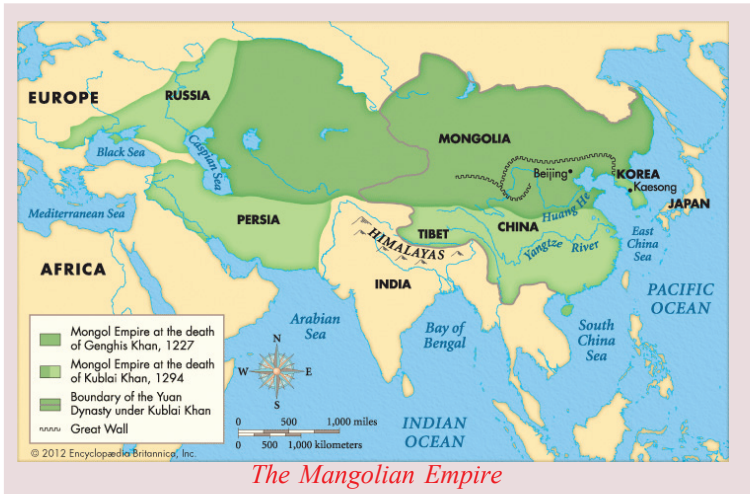 EUROPE
RUSSIA
MONGOLIA
Black Sea
Caspian Sea
Beijing
KOREA
Kaesong
JAPAN
Mediterranean Sea
PERSIA
TIBET
CHINA
Huang He
Yangtze River
East
China
Sea
HIMALAYAS
AFRICA
INDIA
PACIFIC
OCEAN
Arabian
Sea
Bay of
Bengal
South
China
Sea
Mongol Empire at the death
of Genghis Khan, 1227
Mongol Empire at the death
of Kublai Khan, 1294
Boundary of the Yuan
Dynasty under Kublai Khan
Great Wall
N
W E
S
0 500 1,000 miles
0 500 1,000 kilometers
INDIAN
OCEAN
© 2012 Encyclopædia Britannica, Inc.
The Mangolian Empire